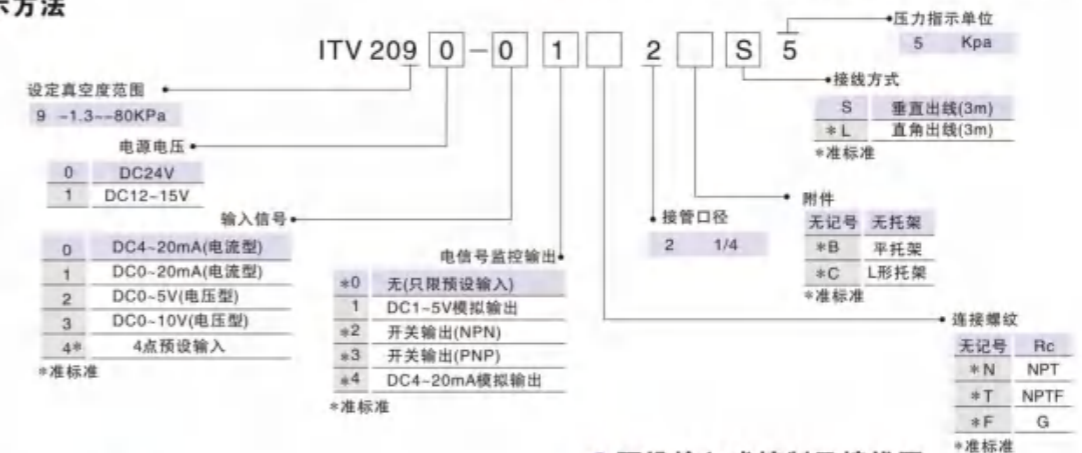 示方法
ITV 209 0-0 1 2 S 5
压力指示单位
5 Kpa
接线方式
S 垂直出线(3m)
*L 直角出线(3m)
*准标准
设定真空度范围
9 -1.3--80KPa
电源电压
0 DC24V
1 DC12~15V
输入信号
0 DC4~20mA(电流型)
1 DC0~20mA(电流型)
2 DC0~5V(电压型)
3 DC0~10V(电压型)
4* 4点预设输入
*准标准
电信号监控输出
*0 无(只限预设输入)
1 DC1~5V模拟输出
*2 开关输出(NPN)
*3 开关输出(PNP)
*4 DC4~20mA模拟输出
*准标准
接管口径
2 1/4
附件
无记号 无托架
*B 平托架
*C L形托架
*准标准
连接螺纹
无记号 Rc
*N NPT
*T NPTF
*F G
*准标准